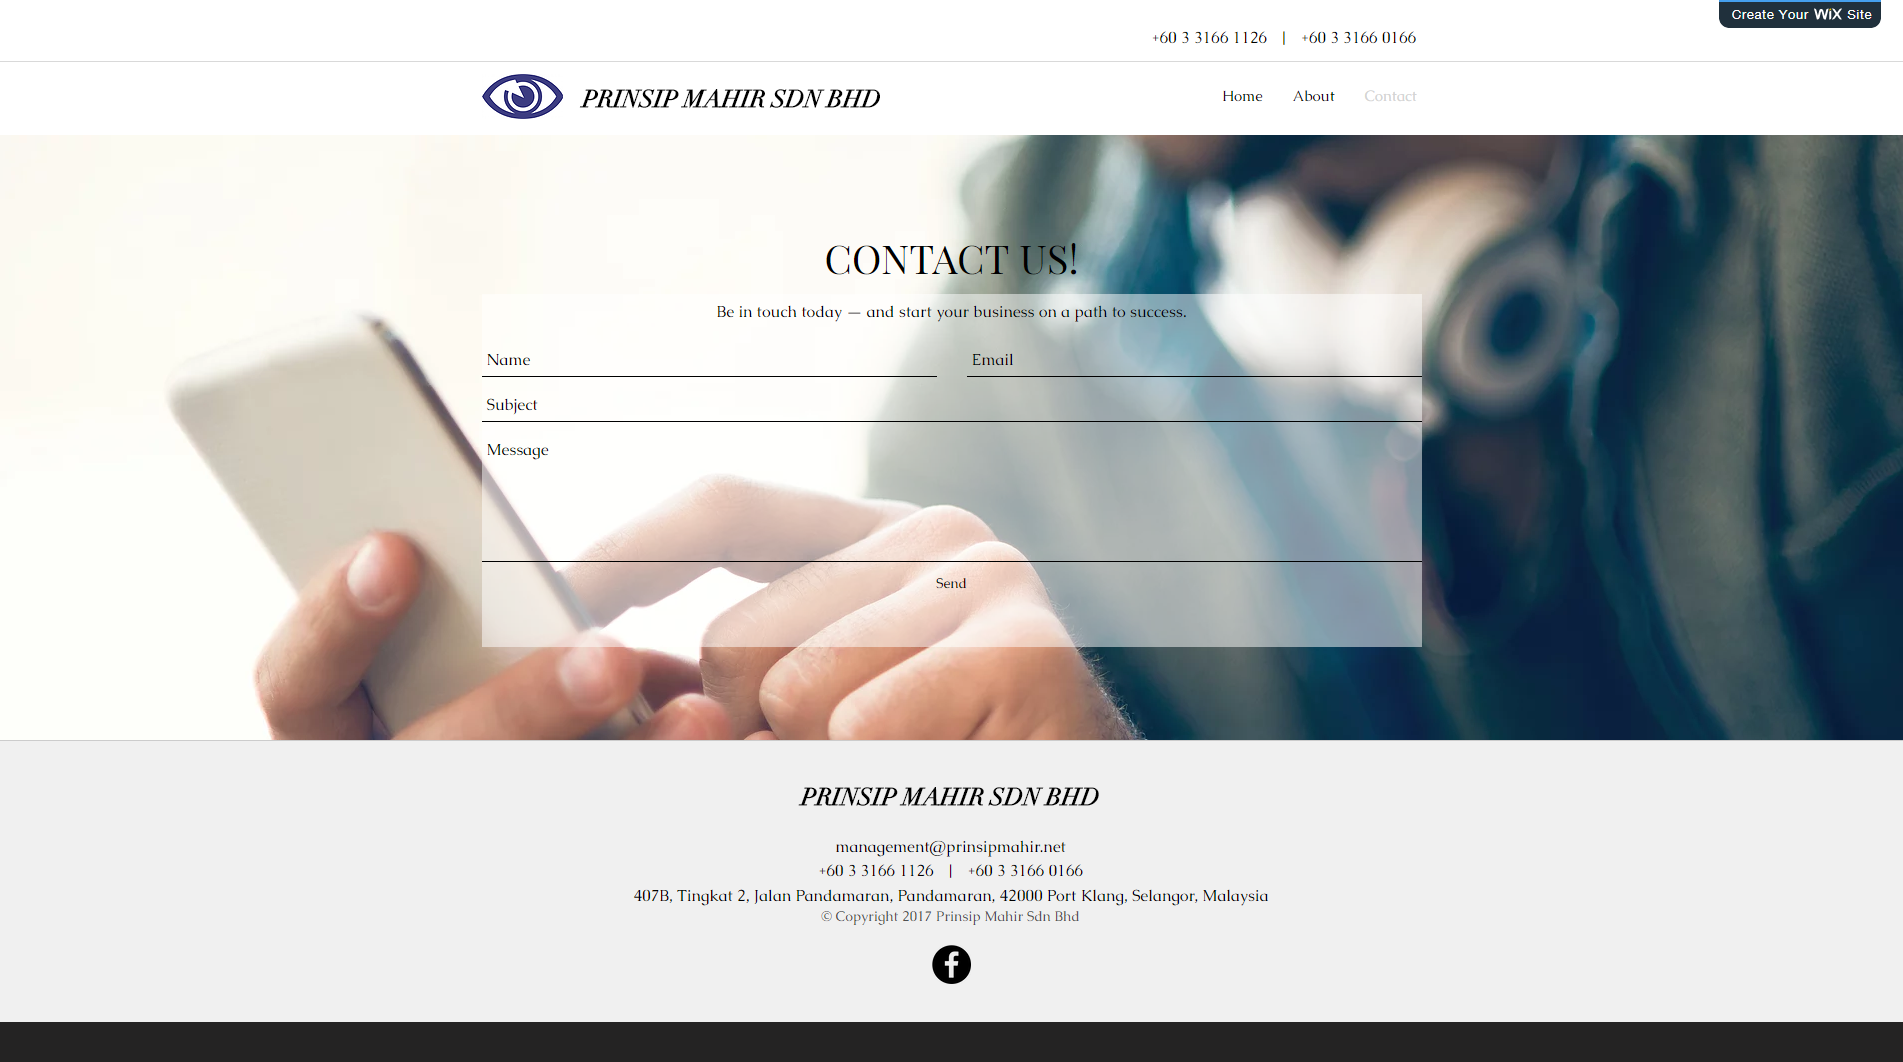 Create Your WiX Site
+60 3 3166 1126 | +60 3 3166 0166
PRINSIP MAHIR SDN BHD
Home About Contact
CONTACT US!
Be in touch today — and start your business on a path to success.
Name Email
Subject
Message
Send
PRINSIP MAHIR SDN BHD
management@prinsipmahir.net
+60 3 3166 1126 | +60 3 3166 0166
407B, Tingkat 2, Jalan Pandamaran, Pandamaran, 42000 Port Klang, Selangor, Malaysia
© Copyright 2017 Prinsip Mahir Sdn Bhd